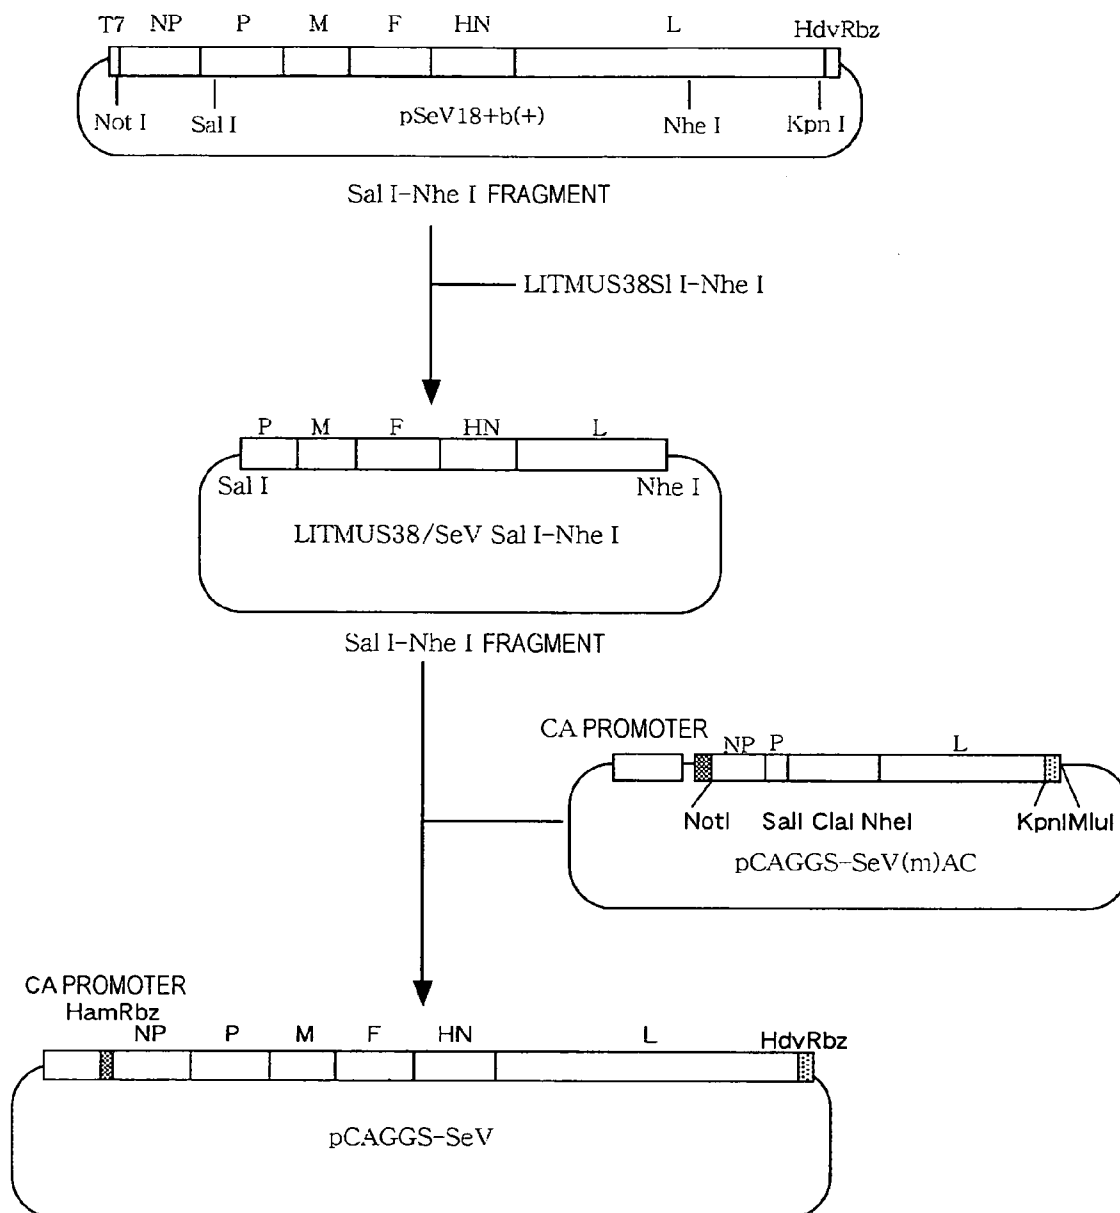 T7 NP P M F HN L HdvRbz
Not I Sal I pSeV18+b(+) Nhe I Kpn I
Sal I-Nhe I FRAGMENT
LITMUS38Sl I-Nhe I
P M F HN L
Sal I Nhe I
LITMUS38/SeV Sal I-Nhe I
Sal I-Nhe I FRAGMENT
CA PROMOTER
NP P L
NotI SalI ClaI NheI KpnIMluI
pCAGGS-SeV(m)AC
CA PROMOTER
HamRbz
NP P M F HN L HdvRbz
pCAGGS-SeV